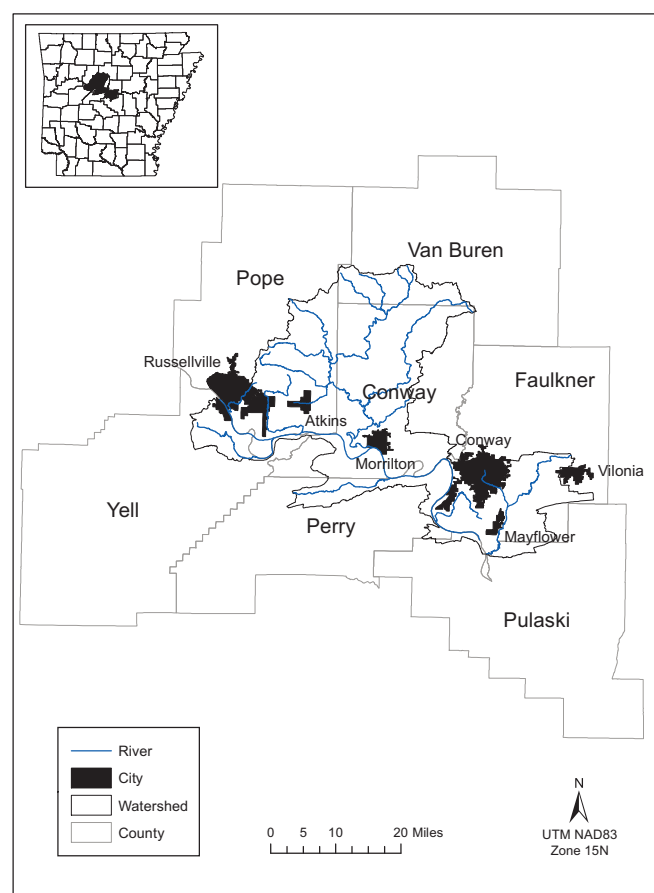 Van Buren
Pope
Russellville
Faulkner
Conway
Atkins
Conway
Morrilton
Vilonia
Yell
Perry
Mayflower
Pulaski
River
City
Watershed
County
0 5 10 20 Miles
N
UTM NAD83
Zone 15N